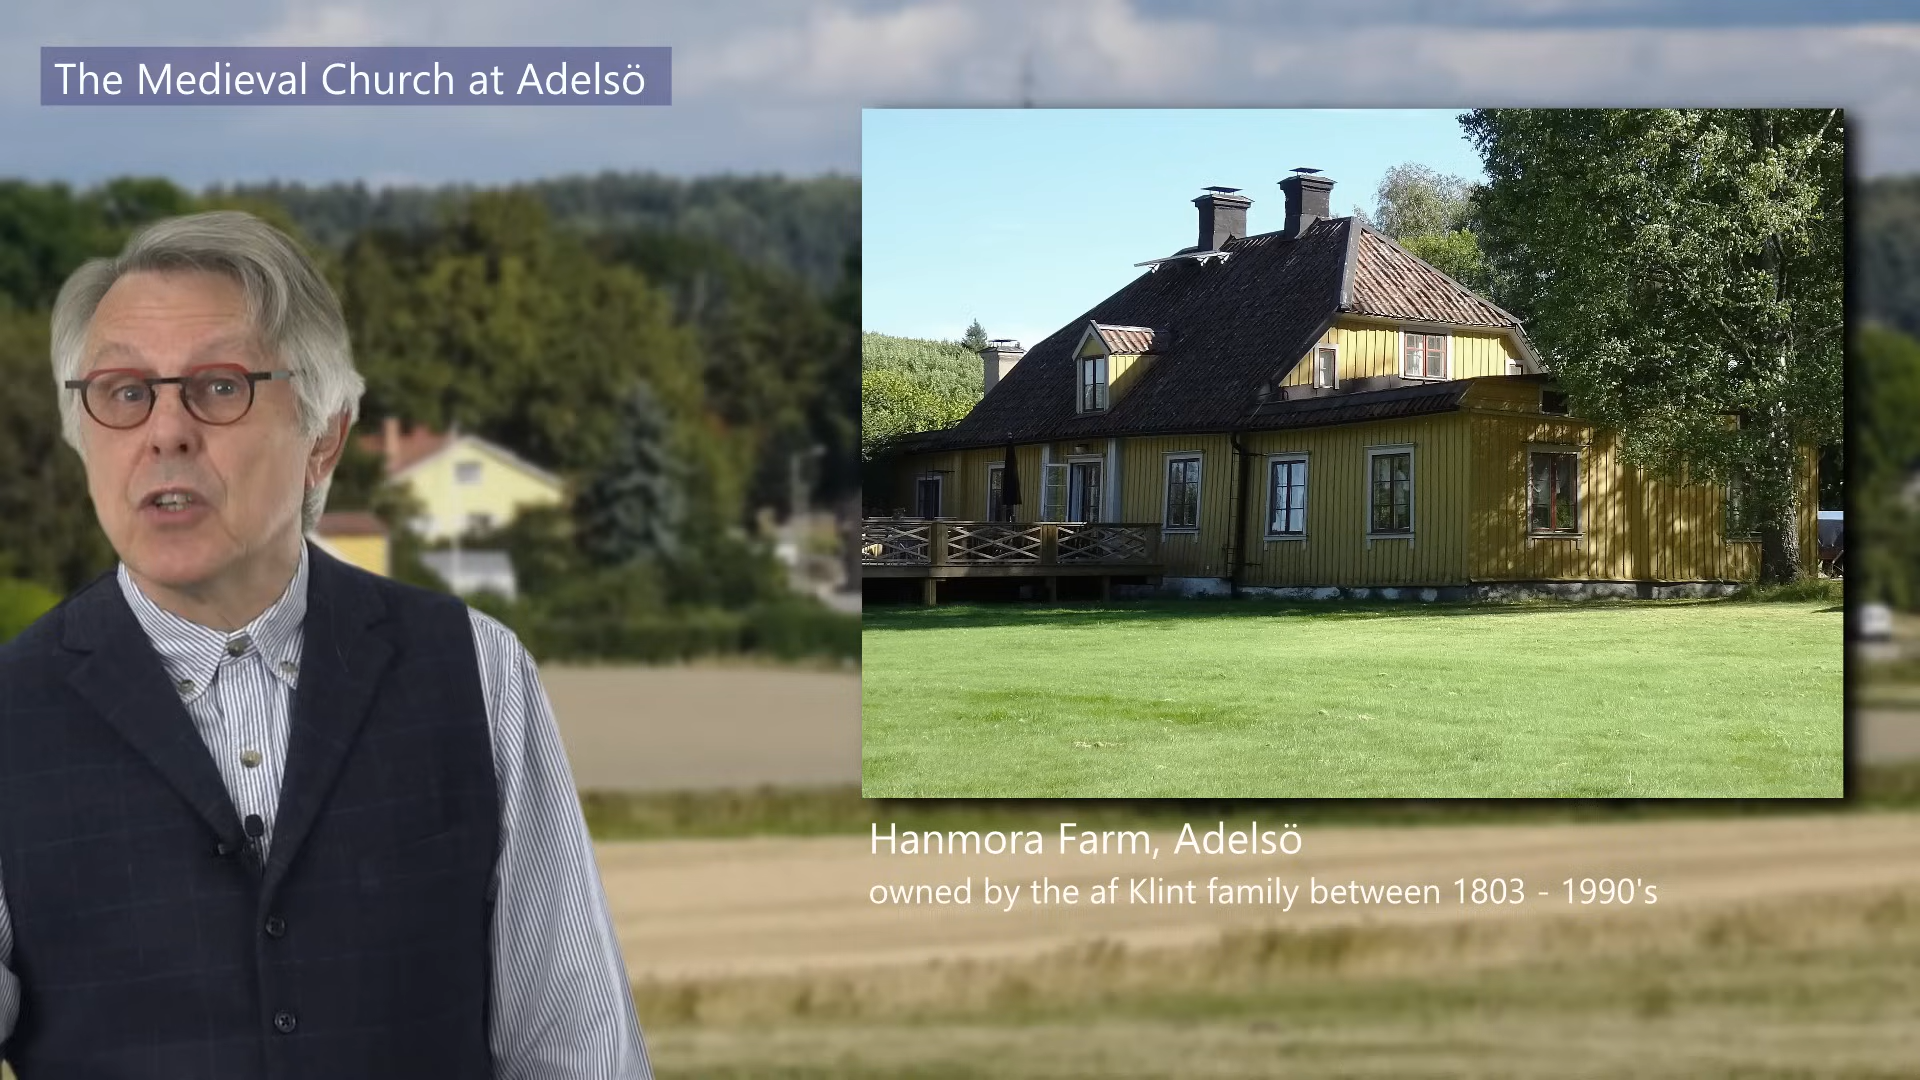 The Medieval Church at Adelsö
Hanmora Farm, Adelsö
owned by the af Klint family between 1803 - 1990's